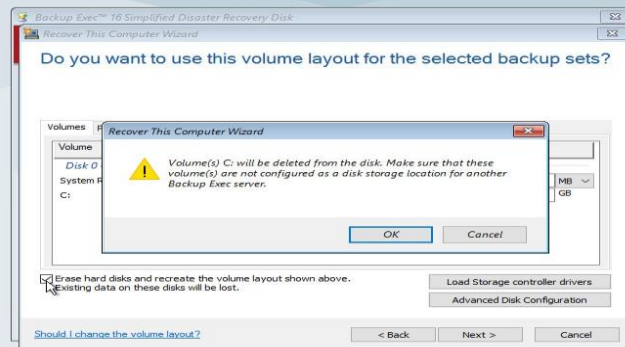 Backup Exec™ 16 Simplified Disaster Recovery Disk
Recover This Computer Wizard
Do you want to use this volume layout for the selected backup sets?
Volumes
Volume
Disk 0
System
C:
MB
GB
Recover This Computer Wizard
Volume(s) C: will be deleted from the disk. Make sure that these
volume(s) are not configured as a disk storage location for another
Backup Exec server.
OK Cancel
Erase hard disks and recreate the volume layout shown above.
Existing data on these disks will be lost.
Load Storage controller drivers
Advanced Disk Configuration
Should I change the volume layout?
< Back Next > Cancel